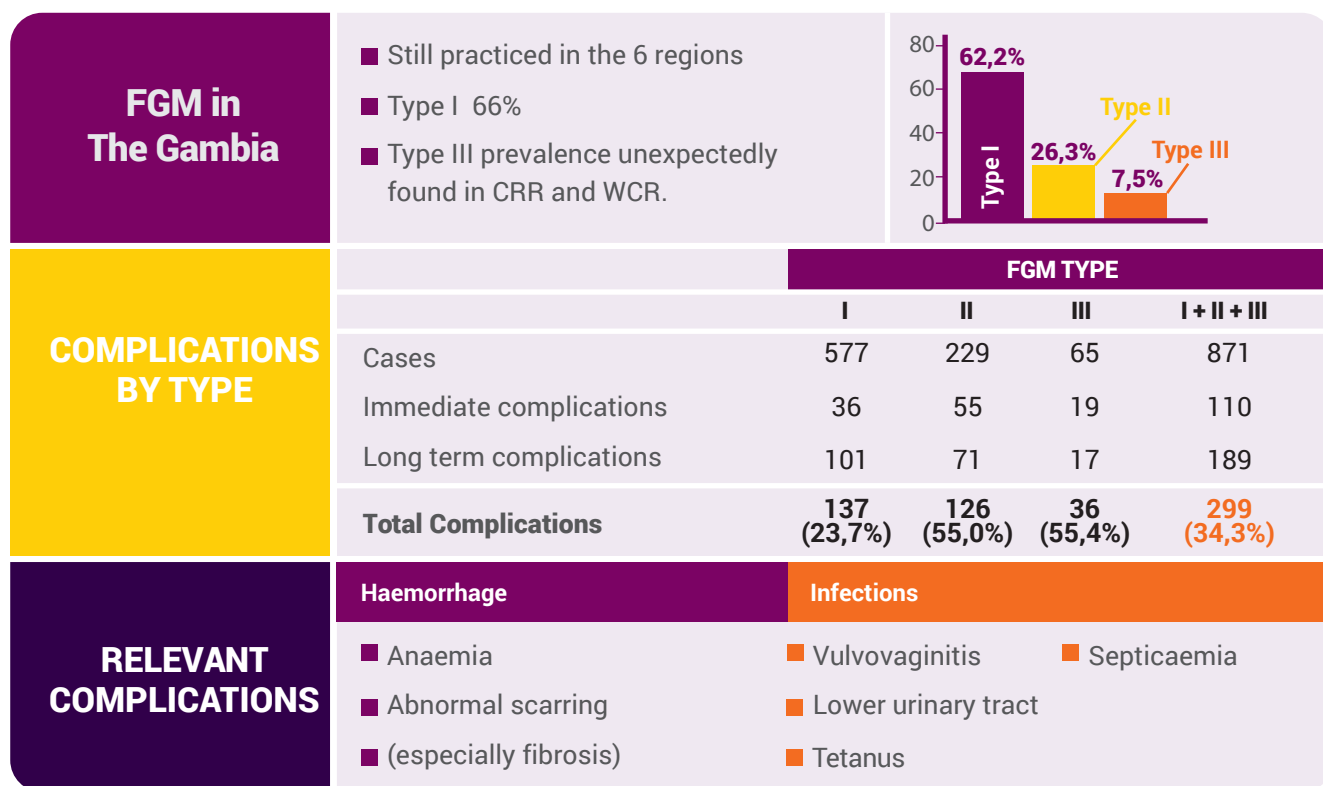 FGM in
The Gambia
Still practiced in the 6 regions
Type I 66%
Type III prevalence unexpectedly
found in CRR and WCR.
80
60
40
20
0
62,2%
Type I
26,3%
Type II
7,5%
Type III
COMPLICATIONS
BY TYPE
FGM TYPE
I II III I + II + III
Cases 577 229 65 871
Immediate complications 36 55 19 110
Long term complications 101 71 17 189
Total Complications 137 126 36 299
(23,7%) (55,0%) (55,4%) (34,3%)
RELEVANT
COMPLICATIONS
Haemorrhage
Anaemia
Abnormal scarring
(especially fibrosis)
Infections
Vulvovaginitis
Lower urinary tract
Tetanus
Septicaemia